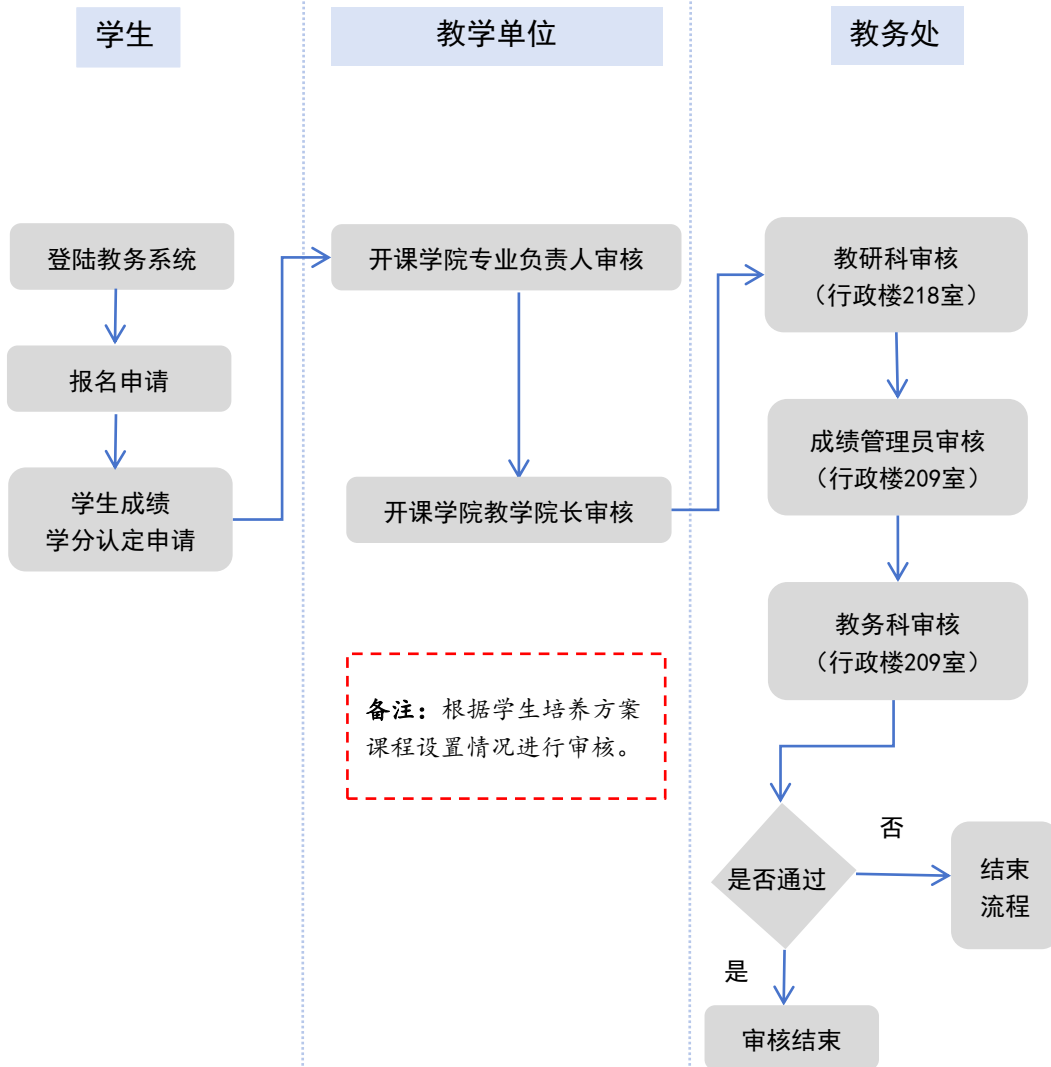 学生
教学单位
教务处
登陆教务系统
报名申请
学生成绩
学分认定申请
开课学院专业负责人审核
开课学院教学院长审核
备注：根据学生培养方案
课程设置情况进行审核。
教研科审核
（行政楼218室）
成绩管理员审核
（行政楼209室）
教务科审核
（行政楼209室）
是否通过
否
结束
流程
是
审核结束